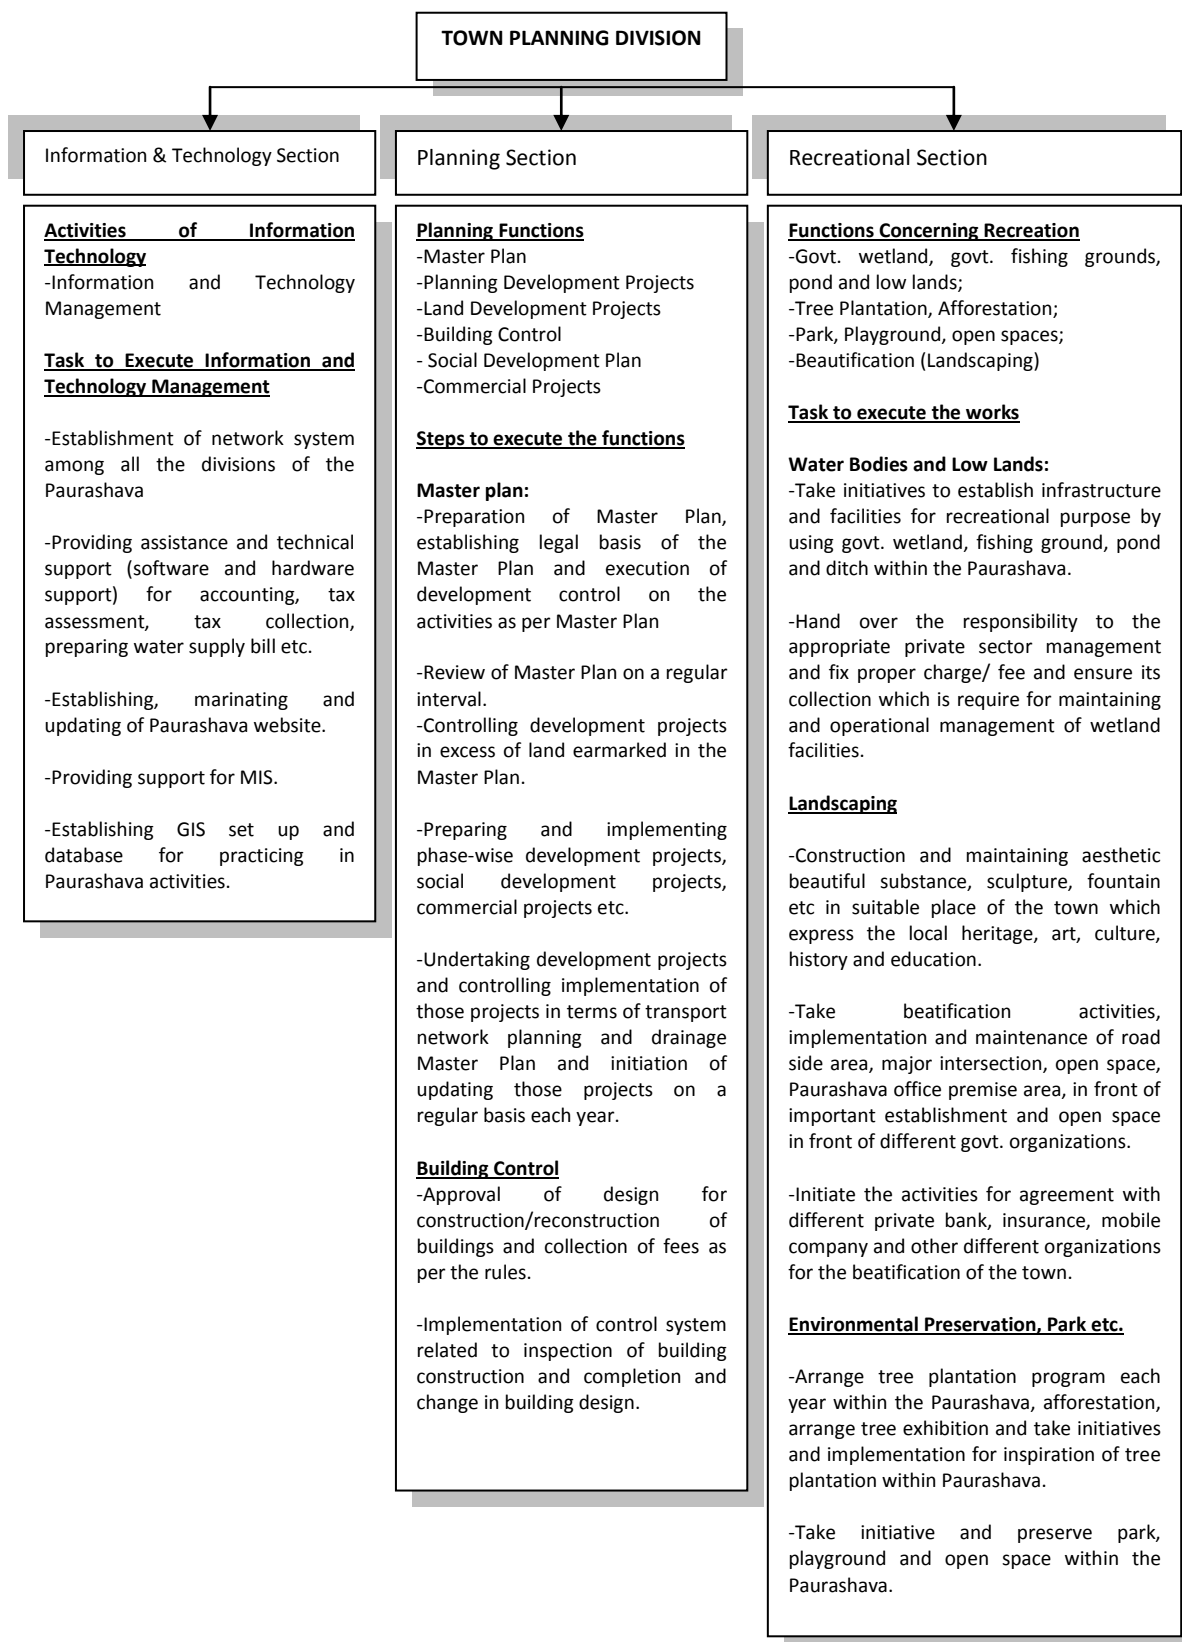 TOWN PLANNING DIVISION
Information & Technology Section
Activities of Information
Technology
-Information and Technology
Management
Task to Execute Information and
Technology Management
-Establishment of network system
among all the divisions of the
Paurashava
-Providing assistance and technical
support (software and hardware
support) for accounting, tax
assessment, tax collection,
preparing water supply bill etc.
-Establishing, marinating and
updating of Paurashava website.
-Providing support for MIS.
-Establishing GIS set up and
database for practicing in
Paurashava activities.
Planning Section
Planning Functions
-Master Plan
-Planning Development Projects
-Land Development Projects
-Building Control
- Social Development Plan
-Commercial Projects
Steps to execute the functions
Master plan:
-Preparation of Master Plan,
establishing legal basis of the
Master Plan and execution of
development control on the
activities as per Master Plan
-Review of Master Plan on a regular
interval.
-Controlling development projects
in excess of land earmarked in the
Master Plan.
-Preparing and implementing
phase-wise development projects,
social development projects,
commercial projects etc.
-Undertaking development projects
and controlling implementation of
those projects in terms of transport
network planning and drainage
Master Plan and initiation of
updating those projects on a
regular basis each year.
Building Control
-Approval of design for
construction/reconstruction of
buildings and collection of fees as
per the rules.
-Implementation of control system
related to inspection of building
construction and completion and
change in building design.
Recreational Section
Functions Concerning Recreation
-Govt. wetland, govt. fishing grounds,
pond and low lands;
-Tree Plantation, Afforestation;
-Park, Playground, open spaces;
-Beautification (Landscaping)
Task to execute the works
Water Bodies and Low Lands:
-Take initiatives to establish infrastructure
and facilities for recreational purpose by
using govt. wetland, fishing ground, pond
and ditch within the Paurashava.
-Hand over the responsibility to the
appropriate private sector management
and fix proper charge/ fee and ensure its
collection which is require for maintaining
and operational management of wetland
facilities.
Landscaping
-Construction and maintaining aesthetic
beautiful substance, sculpture, fountain
etc in suitable place of the town which
express the local heritage, art, culture,
history and education.
-Take beatification activities,
implementation and maintenance of road
side area, major intersection, open space,
Paurashava office premise area, in front of
important establishment and open space
in front of different govt. organizations.
-Initiate the activities for agreement with
different private bank, insurance, mobile
company and other different organizations
for the beatification of the town.
Environmental Preservation, Park etc.
-Arrange tree plantation program each
year within the Paurashava, afforestation,
arrange tree exhibition and take initiatives
and implementation for inspiration of tree
plantation within Paurashava.
-Take initiative and preserve park,
playground and open space within the
Paurashava.